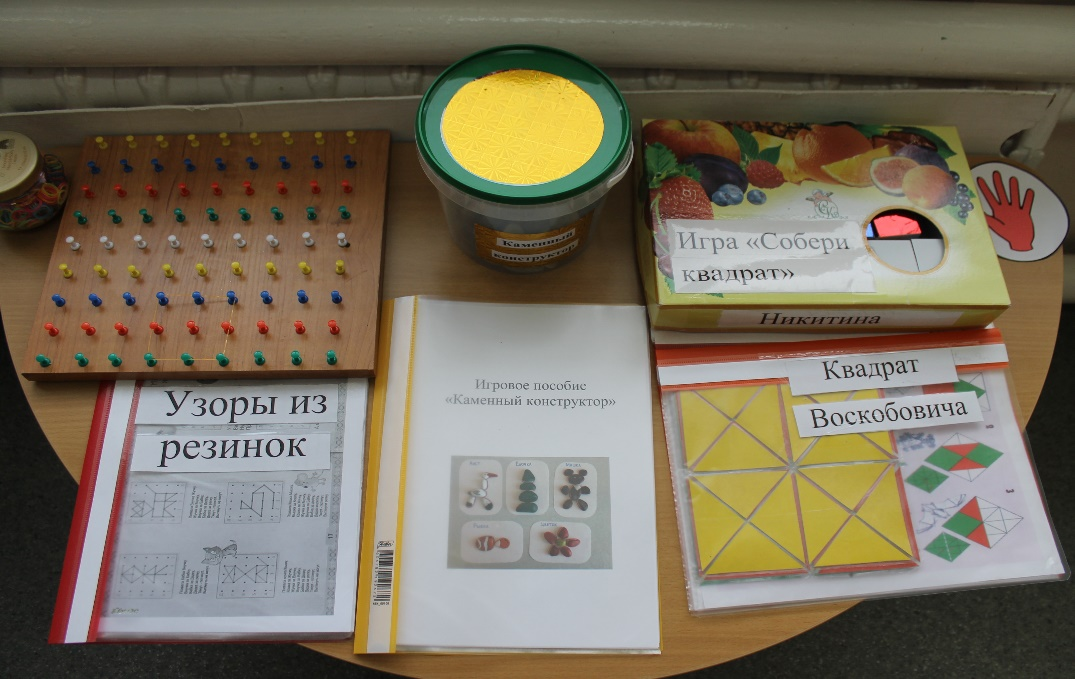 Каменный
конструктор
Игра «Собери
квадрат»
Никитина
Узоры из
резинок
Игровое пособие
«Каменный конструктор»
Квадрат
Воскобовича